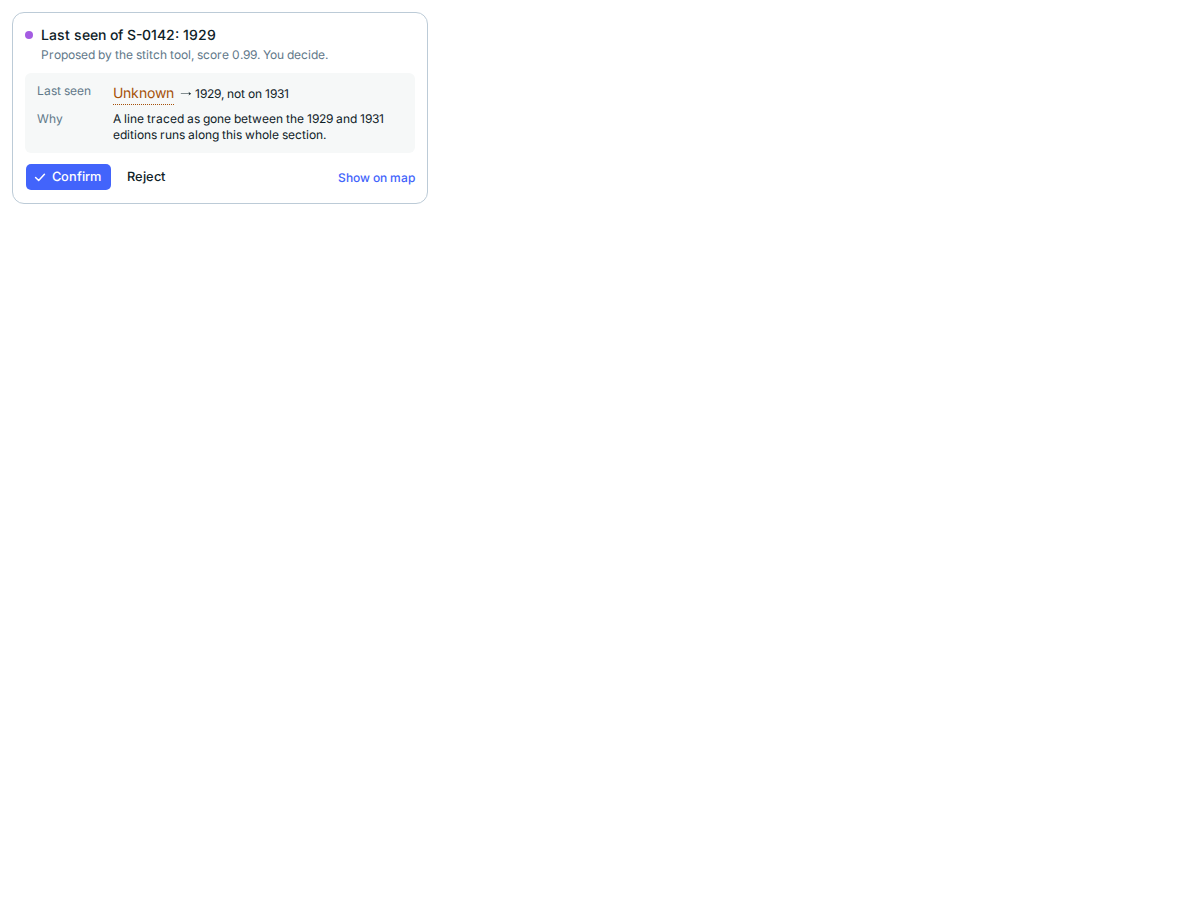 Last seen of S-0142: 1929
Proposed by the stitch tool, score 0.99. You decide.
Last seen Unknown → 1929, not on 1931
Why A line traced as gone between the 1929 and 1931
editions runs along this whole section.
Confirm Reject Show on map